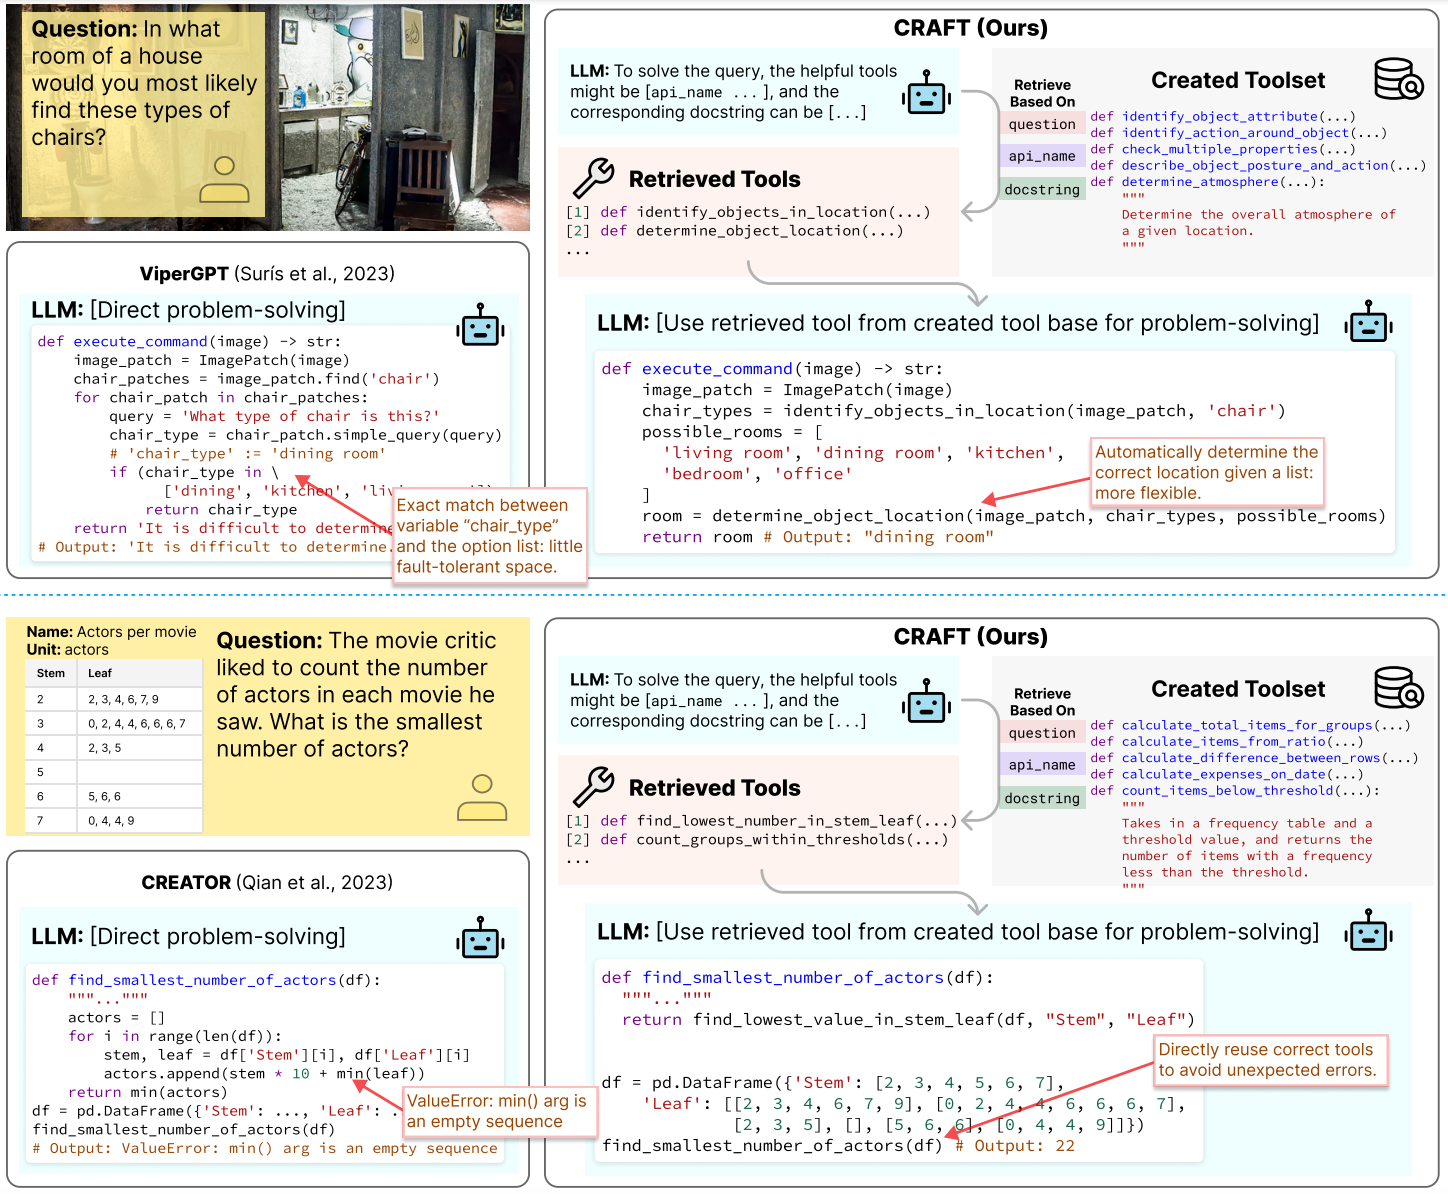 Question: In what
room of a house
would you most likely
find these types of
chairs?
ViperGPT (Surís et al., 2023)
LLM: [Direct problem-solving]
def execute_command(image) -> str:
image_patch = ImagePatch(image)
chair_patches = image_patch.find('chair')
for chair_patch in chair_patches:
query = 'What type of chair is this?'
chair_type = chair_patch.simple_query(query)
# 'chair_type' := 'dining room'
if (chair_type in \
['dining', 'kitchen', 'liv
return chair_type
return 'It is difficult to determine
# Output: 'It is difficult to determine.
Exact match between
variable “chair_type”
and the option list: little
fault-tolerant space.
CRAFT (Ours)
LLM: To solve the query, the helpful tools
might be [api_name ... ], and the
corresponding docstring can be [...]
Retrieved Tools
[1] def identify_objects_in_location(...)
[2] def determine_object_location(...)
...
Retrieve
Based On
question
api_name
docstring
Created Toolset
def identify_object_attribute(...)
def identify_action_around_object(...)
def check_multiple_properties(...)
def describe_object_posture_and_action(...)
def determine_atmosphere(...):
"""
Determine the overall atmosphere of
a given location.
"""
LLM: [Use retrieved tool from created tool base for problem-solving]
def execute_command(image) -> str:
image_patch = ImagePatch(image)
chair_types = identify_objects_in_location(image_patch, 'chair')
possible_rooms = [
'living room', 'dining room', 'kitchen',
'bedroom', 'office'
]
room = determine_object_location(image_patch, chair_types, possible_rooms)
return room # Output: "dining room"
Automatically determine the
correct location given a list:
more flexible.
Name: Actors per movie
Unit: actors
Stem Leaf
2 2, 3, 4, 6, 7, 9
3 0, 2, 4, 4, 6, 6, 6, 7
4 2, 3, 5
5
6 5, 6, 6
7 0, 4, 4, 9
Question: The movie critic
liked to count the number
of actors in each movie he
saw. What is the smallest
number of actors?
CREATOR (Qian et al., 2023)
LLM: [Direct problem-solving]
def find_smallest_number_of_actors(df):
"""..."""
actors = []
for i in range(len(df)):
stem, leaf = df['Stem'][i], df['Leaf'][i]
actors.append(stem * 10 + min(leaf))
return min(actors)
df = pd.DataFrame({'Stem': ..., 'Leaf': .
find_smallest_number_of_actors(df)
# Output: ValueError: min() arg is an empty sequence
ValueError: min() arg is
an empty sequence
CRAFT (Ours)
LLM: To solve the query, the helpful tools
might be [api_name ... ], and the
corresponding docstring can be [...]
Retrieved Tools
[1] def find_lowest_number_in_stem_leaf(...)
[2] def count_groups_within_thresholds(...)
...
Retrieve
Based On
question
api_name
docstring
Created Toolset
def calculate_total_items_for_groups(...)
def calculate_items_from_ratio(...)
def calculate_difference_between_rows(...)
def calculate_expenses_on_date(...)
def count_items_below_threshold(...):
"""
Takes in a frequency table and a
threshold value, and returns the
number of items with a frequency
less than the threshold.
"""
LLM: [Use retrieved tool from created tool base for problem-solving]
def find_smallest_number_of_actors(df):
"""..."""
return find_lowest_value_in_stem_leaf(df, "Stem", "Leaf")
df = pd.DataFrame({'Stem': [2, 3, 4, 5, 6, 7],
'Leaf': [[2, 3, 4, 6, 7, 9], [0, 2, 4, 4, 6, 6, 6, 7],
[2, 3, 5], [], [5, 6, 6], [0, 4, 4, 9]]})
find_smallest_number_of_actors(df) # Output: 22
Directly reuse correct tools
to avoid unexpected errors.